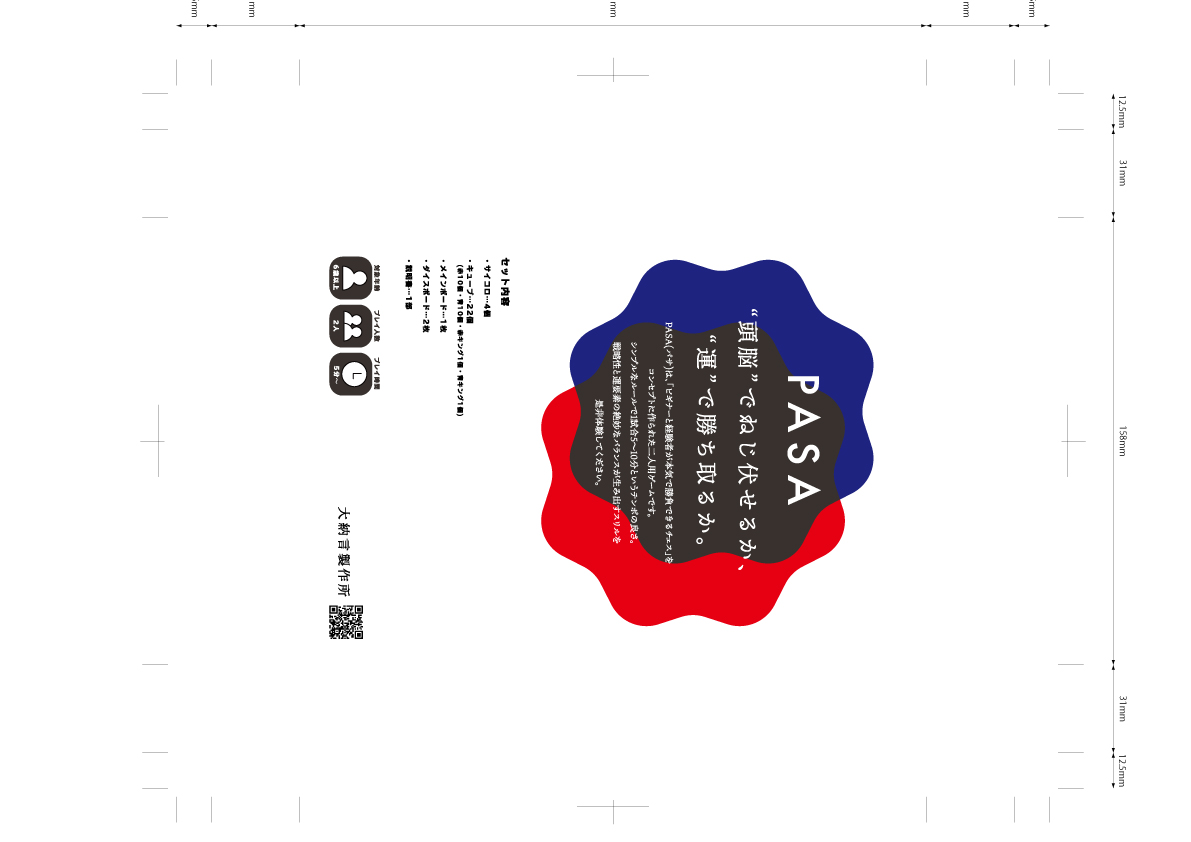 PASA
“頭脳”でねじ伏せるか、
“運”で勝ち取るか。
PASA(パサ)は、「ビギナーと経験者が本気で勝負できるチェス」を
コンセプトに作られた二人用ゲームです。
シンプルなルールで1試合5〜10分というテンポの良さ。
戦略性と運要素の絶妙なバランスが生み出すスリルを
是非体験してください。
セット内容
・サイコロ…4個
・キューブ…22個
(赤10個・青10個・赤キング1個・青キング1個)
・メインボード…1枚
・ダイスボード…2枚
・説明書…1部
対象年齢
6歳以上
プレイ人数
2人
プレイ時間
5分〜
大納言製作所
12.5mm
31mm
158mm
31mm
12.5mm
mm
mm
mm
mm
mm